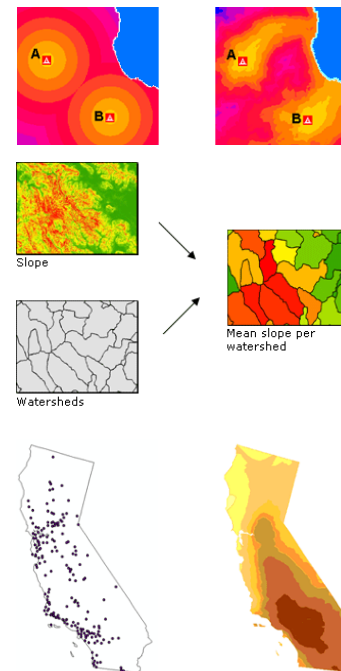 A
B
A
B
Slope
Mean slope per
watershed
Watersheds